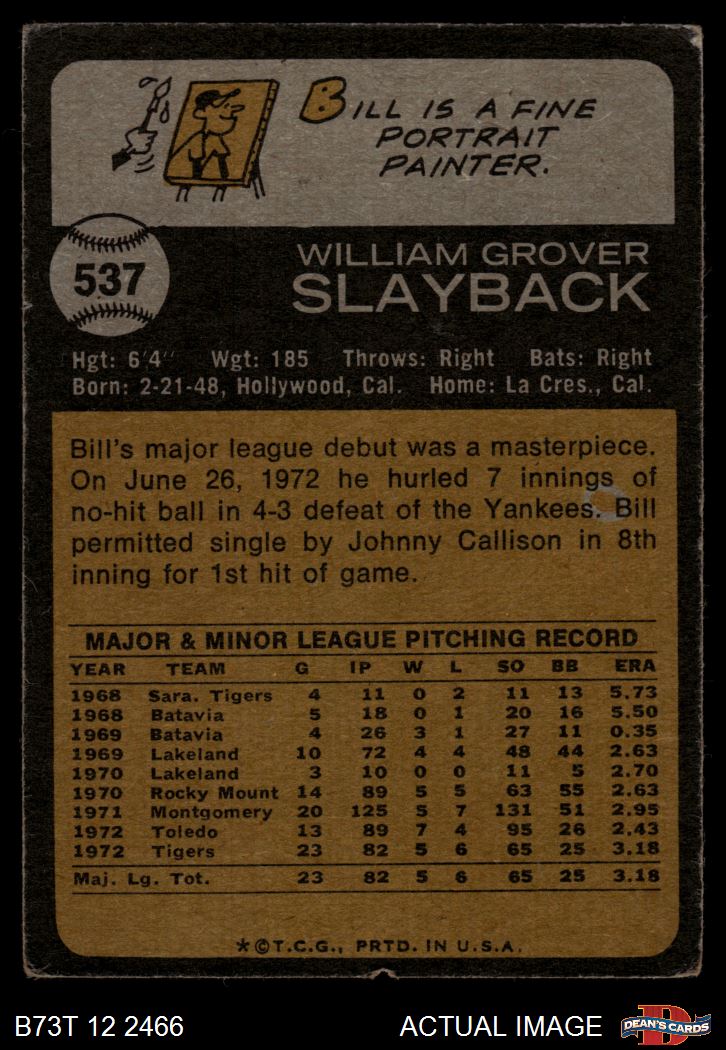 BILL IS A FINE
PORTRAIT
PAINTER.
537
WILLIAM GROVER
SLAYBACK
Hgt: 6'4" Wgt: 185 Throws: Right Bats: Right
Born: 2-21-48, Hollywood, Cal. Home: La Cres., Cal.
Bill's major league debut was a masterpiece.
On June 26, 1972 he hurled 7 innings of
no-hit ball in 4-3 defeat of the Yankees. Bill
permitted single by Johnny Callison in 8th
inning for 1st hit of game.
MAJOR & MINOR LEAGUE PITCHING RECORD
YEAR TEAM G IP W L SO BB ERA
1968 Sara. Tigers 4 11 0 2 11 13 5.73
1968 Batavia 5 18 0 1 20 16 5.50
1969 Batavia 4 26 3 1 27 11 0.35
1969 Lakeland 10 72 4 4 48 44 2.63
1970 Lakeland 3 10 0 0 11 5 2.70
1970 Rocky Mount 14 89 5 5 63 55 2.63
1971 Montgomery 20 125 5 7 131 51 2.95
1972 Toledo 13 89 7 4 95 26 2.43
1972 Tigers 23 82 5 6 65 25 3.18
Maj. Lg. Tot. 23 82 5 6 65 25 3.18
*©T.C.G., PRTD. IN U.S.A.
B73T 12 2466 ACTUAL IMAGE
D
DEAN'S CARDS